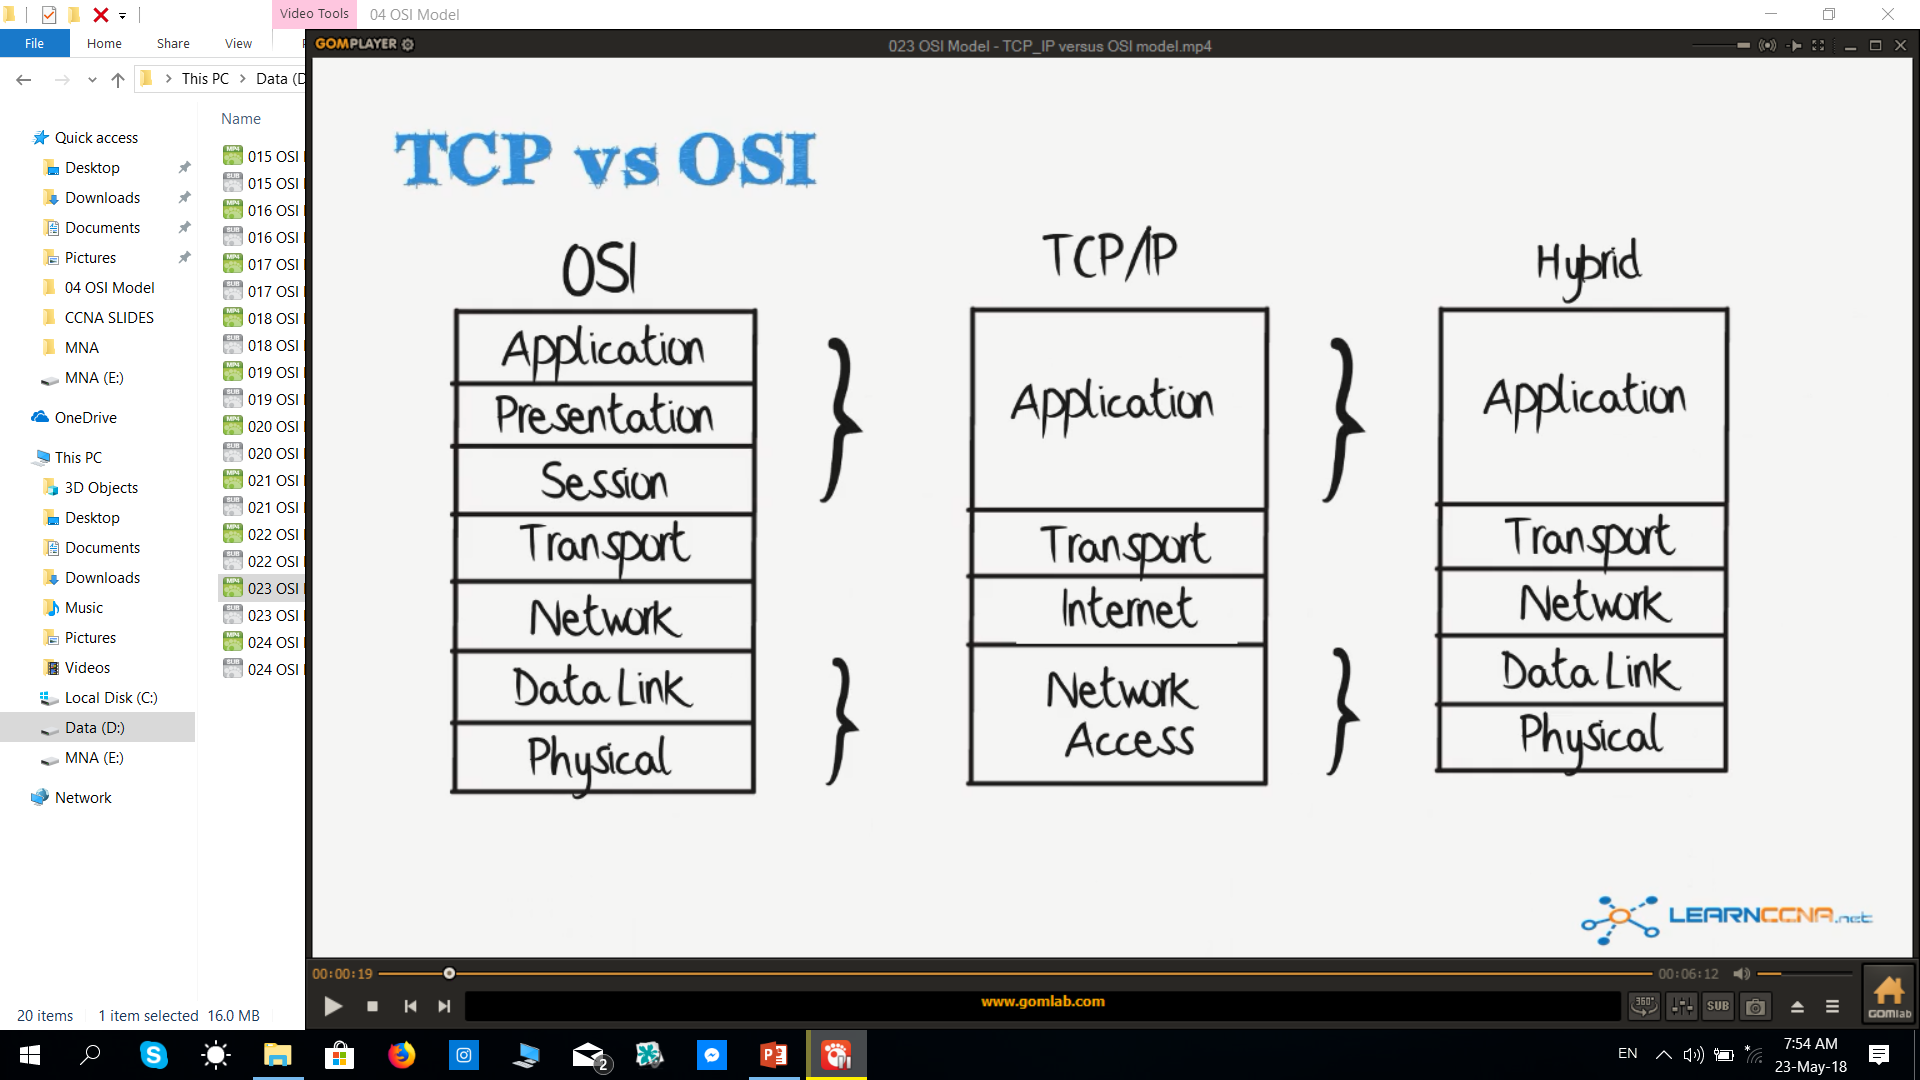 Video Tools
04 OSI Model
File
Home
Share
View
This PC
Data (D
Quick access
Desktop
Downloads
Documents
Pictures
04 OSI Model
CCNA SLIDES
MNA
MNA (E:)
OneDrive
This PC
3D Objects
Desktop
Documents
Downloads
Music
Pictures
Videos
Local Disk (C:)
Data (D:)
MNA (E:)
Network
Name
015 OSI
015 OSI
016 OSI
016 OSI
017 OSI
017 OSI
018 OSI
018 OSI
019 OSI
019 OSI
020 OSI
020 OSI
021 OSI
021 OSI
022 OSI
022 OSI
023 OSI
023 OSI
024 OSI
024 OSI
20 items
1 item selected 16.0 MB
GOMPLAYER
023 OSI Model - TCP_IP versus OSI model.mp4
TCP vs OSI
OSI
Application
Presentation
Session
Transport
Network
Data Link
Physical
TCP/IP
Application
Transport
Internet
Network
Access
Hybrid
Application
Transport
Network
Data Link
Physical
LEARNCCNA.net
00:00:19
00:06:12
www.gomlab.com
360°
SUB
GOMlab
2
EN
7:54 AM
23-May-18